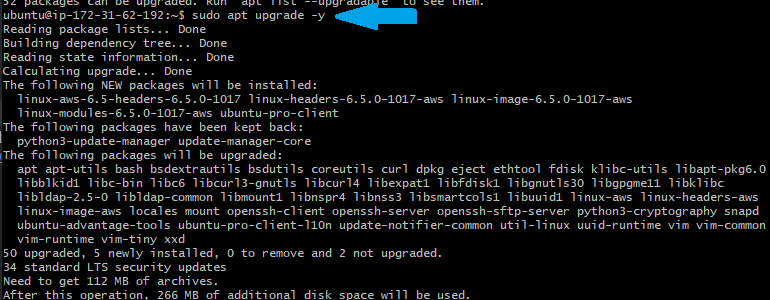 52 packages can be upgraded. Run 'apt list --upgradable' to see them.
ubuntu@ip-172-31-62-192:~$ sudo apt upgrade -y
Reading package lists... Done
Building dependency tree... Done
Reading state information... Done
Calculating upgrade... Done
The following NEW packages will be installed:
linux-aws-6.5-headers-6.5.0-1017 linux-headers-6.5.0-1017-aws linux-image-6.5.0-1017-aws
linux-modules-6.5.0-1017-aws ubuntu-pro-client
The following packages have been kept back:
python3-update-manager update-manager-core
The following packages will be upgraded:
apt apt-utils bash bsdextrautils bsdutils coreutils curl dpkg eject ethtool fdisk klibc-utils libapt-pkg6.0
libblkid1 libc-bin libc6 libcurl3-gnutls libcurl4 libexpat1 libfdisk1 libgnutls30 libgpgme11 libklibc
libldap-2.5-0 libldap-common libmount1 libnspr4 libnss3 libsmartcols1 libuuid1 linux-aws linux-headers-aws
linux-image-aws locales mount openssh-client openssh-server openssh-sftp-server python3-cryptography snapd
ubuntu-advantage-tools ubuntu-pro-client-l10n update-notifier-common util-linux uuid-runtime vim vim-common
vim-runtime vim-tiny xxd
50 upgraded, 5 newly installed, 0 to remove and 2 not upgraded.
34 standard LTS security updates
Need to get 112 MB of archives.
After this operation, 266 MB of additional disk space will be used.